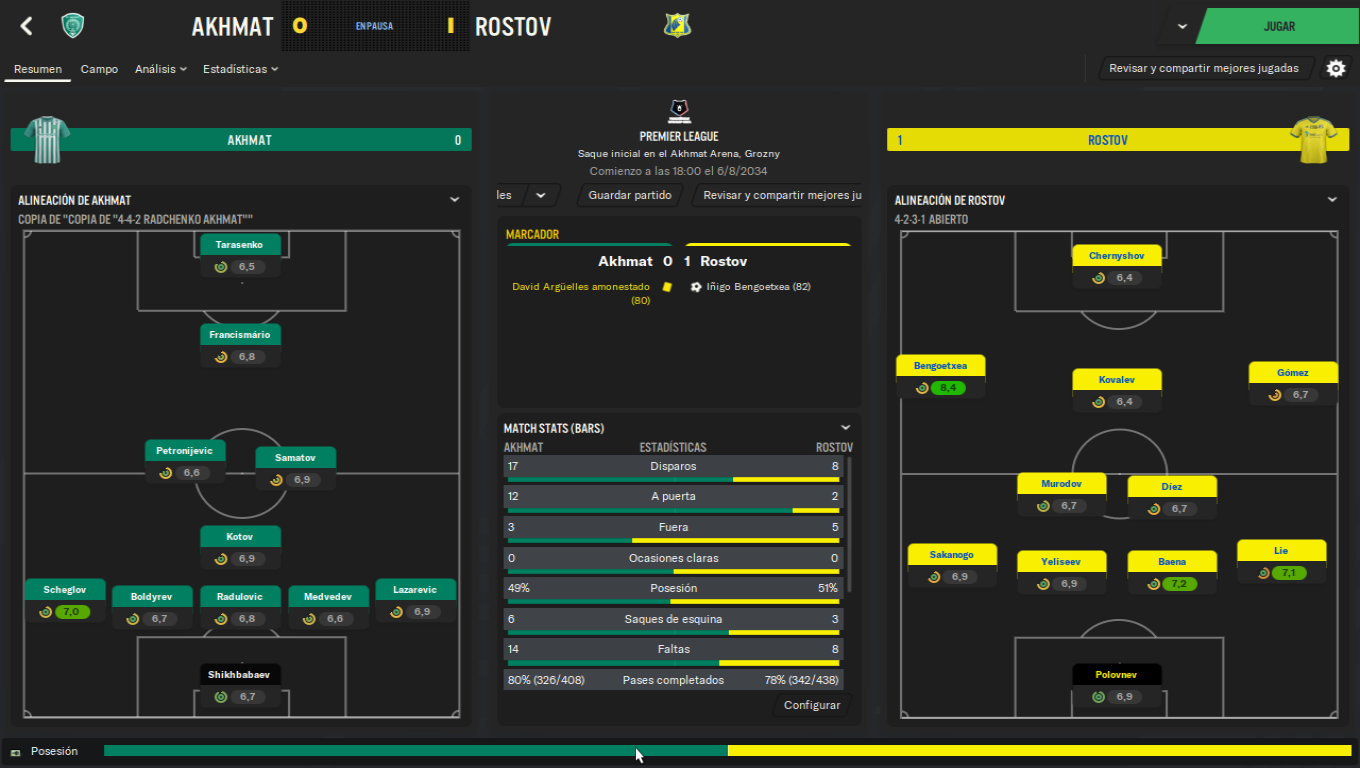 AKHMAT
0
EN PAUSA
1
ROSTOV
JUGAR
Resumen
Campo
Análisis
Estadísticas
Revisar y compartir mejores jugadas
AKHMAT
0
PREMIER LEAGUE
Saque inicial en el Akhmat Arena, Grozny
Comienzo a las 18:00 el 6/8/2034
1
ROSTOV
les
Guardar partido
Revisar y compartir mejores ju
ALINEACIÓN DE AKHMAT
COPIA DE "COPIA DE "4-4-2 RADCHENKO AKHMAT""
Tarasenko
6,5
Francismário
6,8
Petronijevic
6,6
Samatov
6,9
Kotov
6,9
Scheglov
7,0
Boldyrev
6,7
Radulovic
6,8
Medvedev
6,6
Lazarevic
6,9
Shikhbabaev
6,7
MARCADOR
Akhmat 0 1 Rostov
David Argüelles amonestado
(80)
Iñigo Bengoetxea (82)
MATCH STATS (BARS)
AKHMAT ESTADÍSTICAS ROSTOV
17 Disparos 8
12 A puerta 2
3 Fuera 5
0 Ocasiones claras 0
49% Posesión 51%
6 Saques de esquina 3
14 Faltas 8
80% (326/408) Pases completados 78% (342/438)
Configurar
ALINEACIÓN DE ROSTOV
4-2-3-1 ABIERTO
Chernyshov
6,4
Bengoetxea
8,4
Kovalev
6,4
Gómez
6,7
Murodov
6,7
Díez
6,7
Sakanogo
6,9
Yeliseev
6,9
Baena
7,2
Lie
7,1
Polovnev
6,9
Posesión